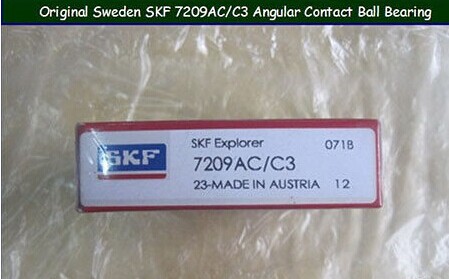 Original Sweden SKF 7209AC/C3 Angular Contact Ball Bearing
SKF
SKF Explorer 071B
7209AC/C3
23-MADE IN AUSTRIA 12